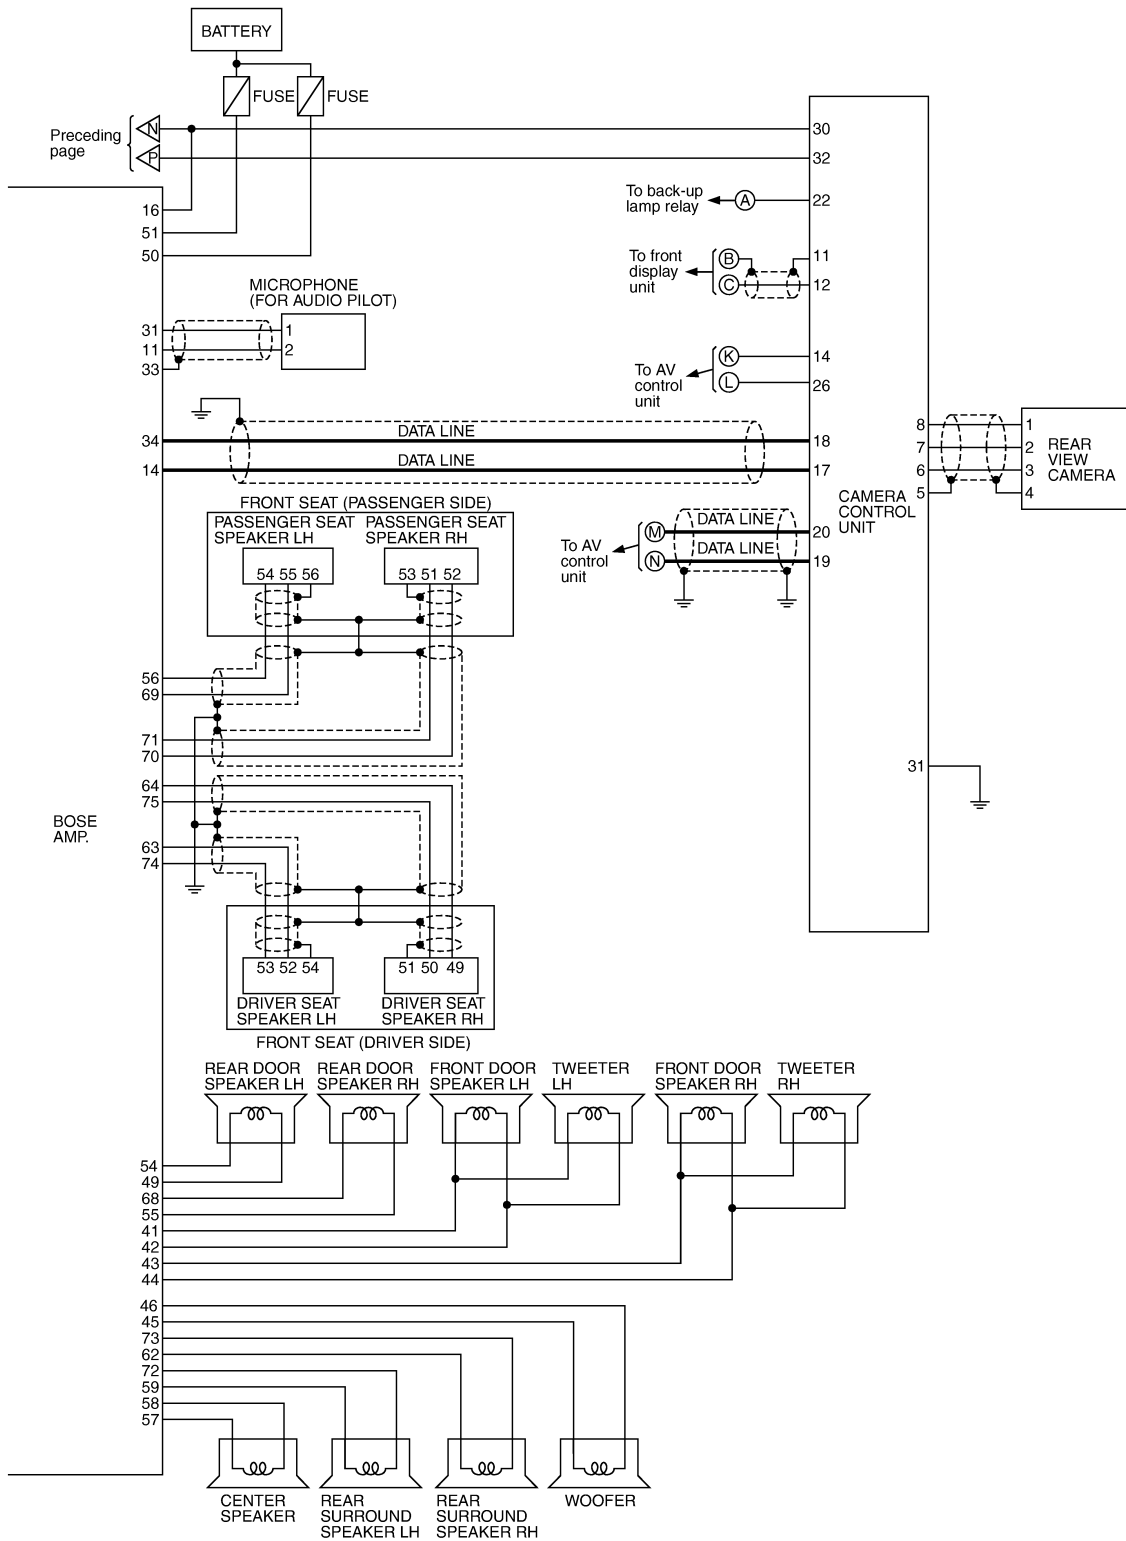 BATTERY
FUSE FUSE
Preceding
page
N
P
30
32
To back-up
lamp relay
A
22
16
51
50
To front
display
unit
B
C
11
12
MICROPHONE
(FOR AUDIO PILOT)
31
11
33
1
2
To AV
control
unit
K
L
14
26
34
14
DATA LINE
DATA LINE
18
17
8
7
6
5
1
2
3
4
REAR
VIEW
CAMERA
CAMERA
CONTROL
UNIT
To AV
control
unit
M
N
DATA LINE
DATA LINE
20
19
FRONT SEAT (PASSENGER SIDE)
PASSENGER SEAT
SPEAKER LH
PASSENGER SEAT
SPEAKER RH
54 55 56
53 51 52
56
69
71
70
64
75
31
BOSE
AMP.
63
74
53 52 54
51 50 49
DRIVER SEAT
SPEAKER LH
DRIVER SEAT
SPEAKER RH
FRONT SEAT (DRIVER SIDE)
REAR DOOR
SPEAKER LH
REAR DOOR
SPEAKER RH
FRONT DOOR
SPEAKER LH
TWEETER
LH
FRONT DOOR
SPEAKER RH
TWEETER
RH
54
49
68
55
41
42
43
44
46
45
73
62
72
59
58
57
CENTER
SPEAKER
REAR
SURROUND
SPEAKER LH
REAR
SURROUND
SPEAKER RH
WOOFER